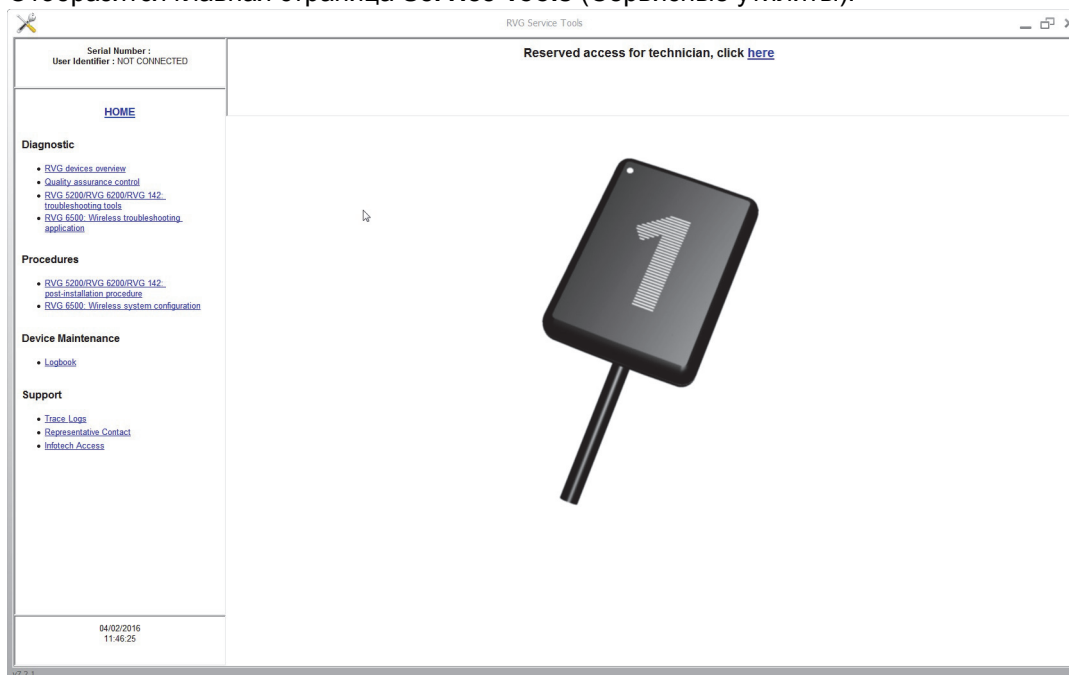 Отобразится главная страница Service Tools (Сервисные утилиты):
RVG Service Tools
Serial Number :
User Identifier : NOT CONNECTED
Reserved access for technician, click here
HOME
Diagnostic
RVG devices overview
Quality assurance control
RVG 5200/RVG 6200/RVG 142:
troubleshooting tools
RVG 6500: Wireless troubleshooting
application
Procedures
RVG 5200/RVG 6200/RVG 142:
post-installation procedure
RVG 6500: Wireless system configuration
Device Maintenance
Logbook
Support
Trace Logs
Representative Contact
Infotech Access
1
04/02/2016
11:46:25